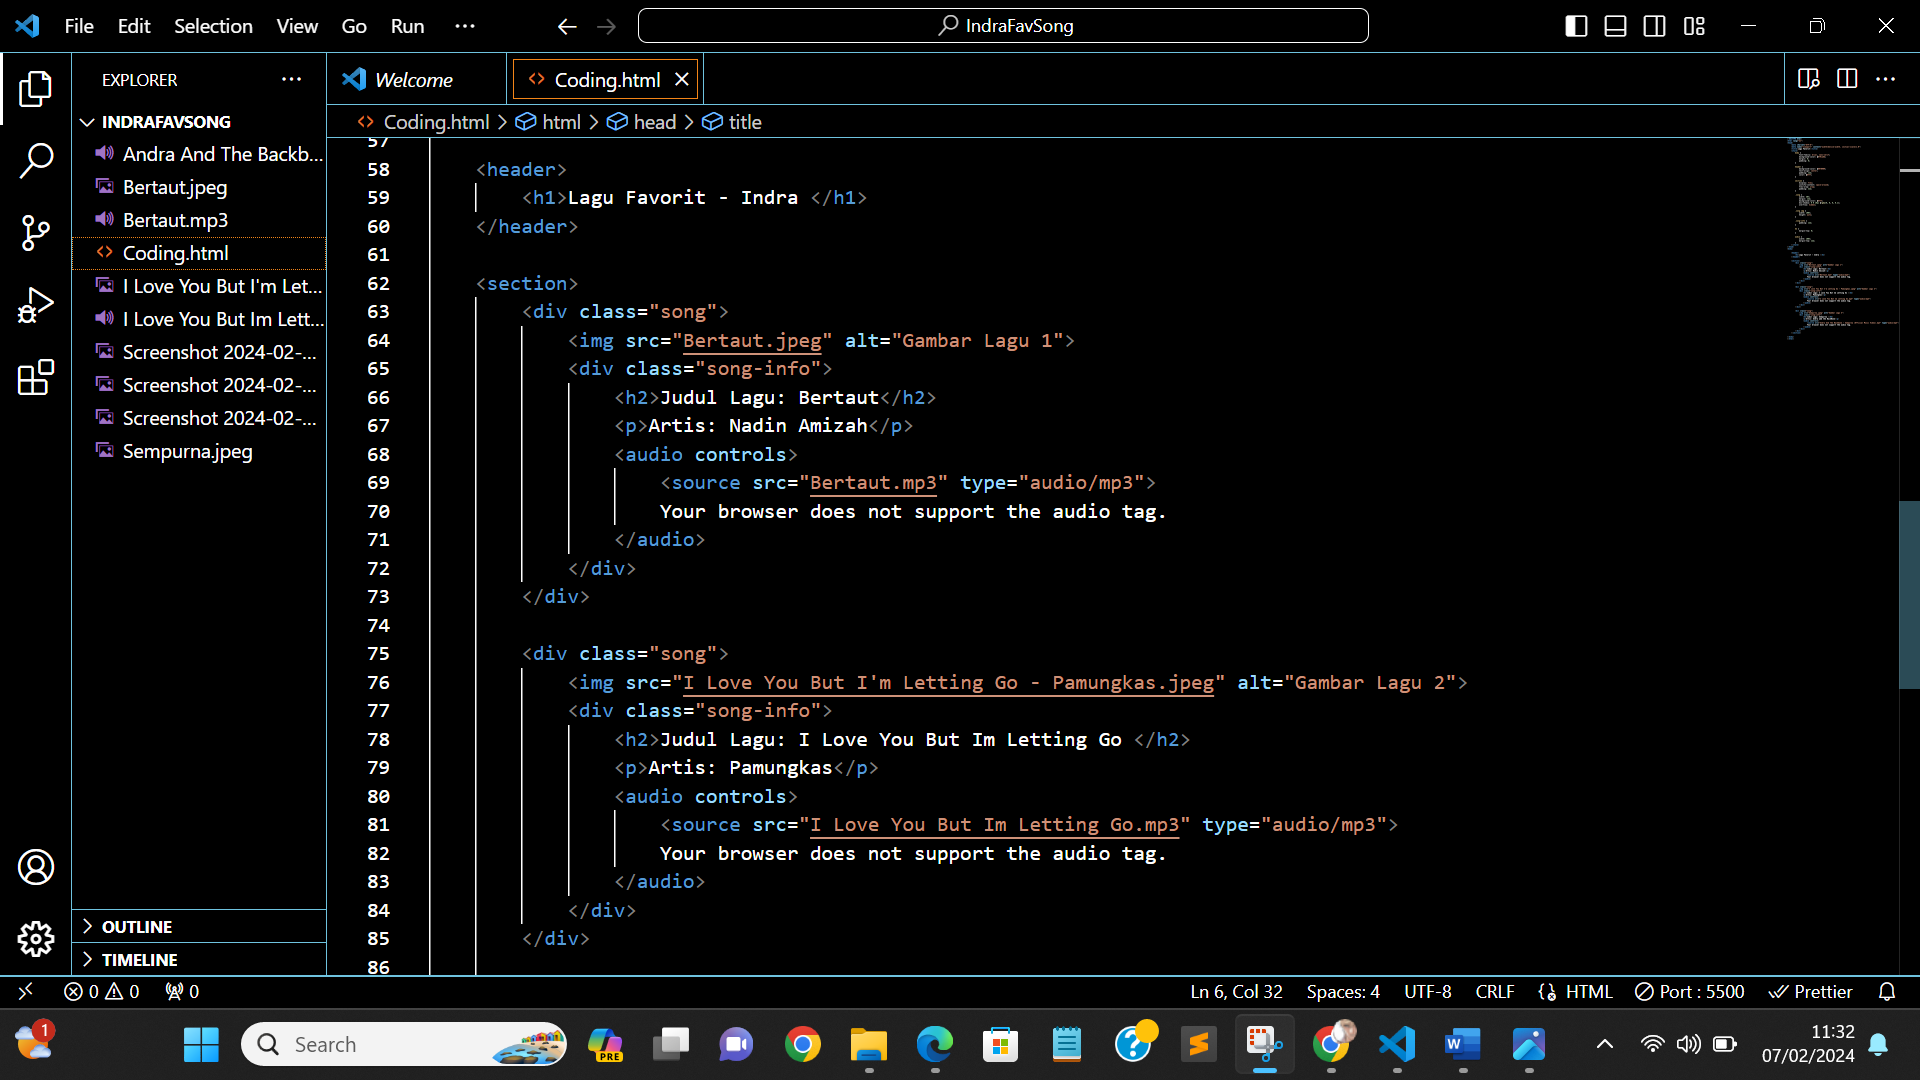 File Edit Selection View Go Run ··· IndraFavSong
EXPLORER ···
Welcome
Coding.html
INDRAFAVSONG
Andra And The Backb...
Bertaut.jpeg
Bertaut.mp3
Coding.html
I Love You But I'm Let...
I Love You But Im Lett...
Screenshot 2024-02-...
Screenshot 2024-02-...
Screenshot 2024-02-...
Sempurna.jpeg
OUTLINE
TIMELINE
Coding.html > html > head > title
57
58 <header>
59 <h1>Lagu Favorit - Indra </h1>
60 </header>
61
62 <section>
63 <div class="song">
64 <img src="Bertaut.jpeg" alt="Gambar Lagu 1">
65 <div class="song-info">
66 <h2>Judul Lagu: Bertaut</h2>
67 <p>Artis: Nadin Amizah</p>
68 <audio controls>
69 <source src="Bertaut.mp3" type="audio/mp3">
70 Your browser does not support the audio tag.
71 </audio>
72 </div>
73 </div>
74
75 <div class="song">
76 <img src="I Love You But I'm Letting Go - Pamungkas.jpeg" alt="Gambar Lagu 2">
77 <div class="song-info">
78 <h2>Judul Lagu: I Love You But Im Letting Go </h2>
79 <p>Artis: Pamungkas</p>
80 <audio controls>
81 <source src="I Love You But Im Letting Go.mp3" type="audio/mp3">
82 Your browser does not support the audio tag.
83 </audio>
84 </div>
85 </div>
86
0 0 0 Ln 6, Col 32 Spaces: 4 UTF-8 CRLF HTML Port : 5500 Prettier
1 Search PRE 11:32
07/02/2024